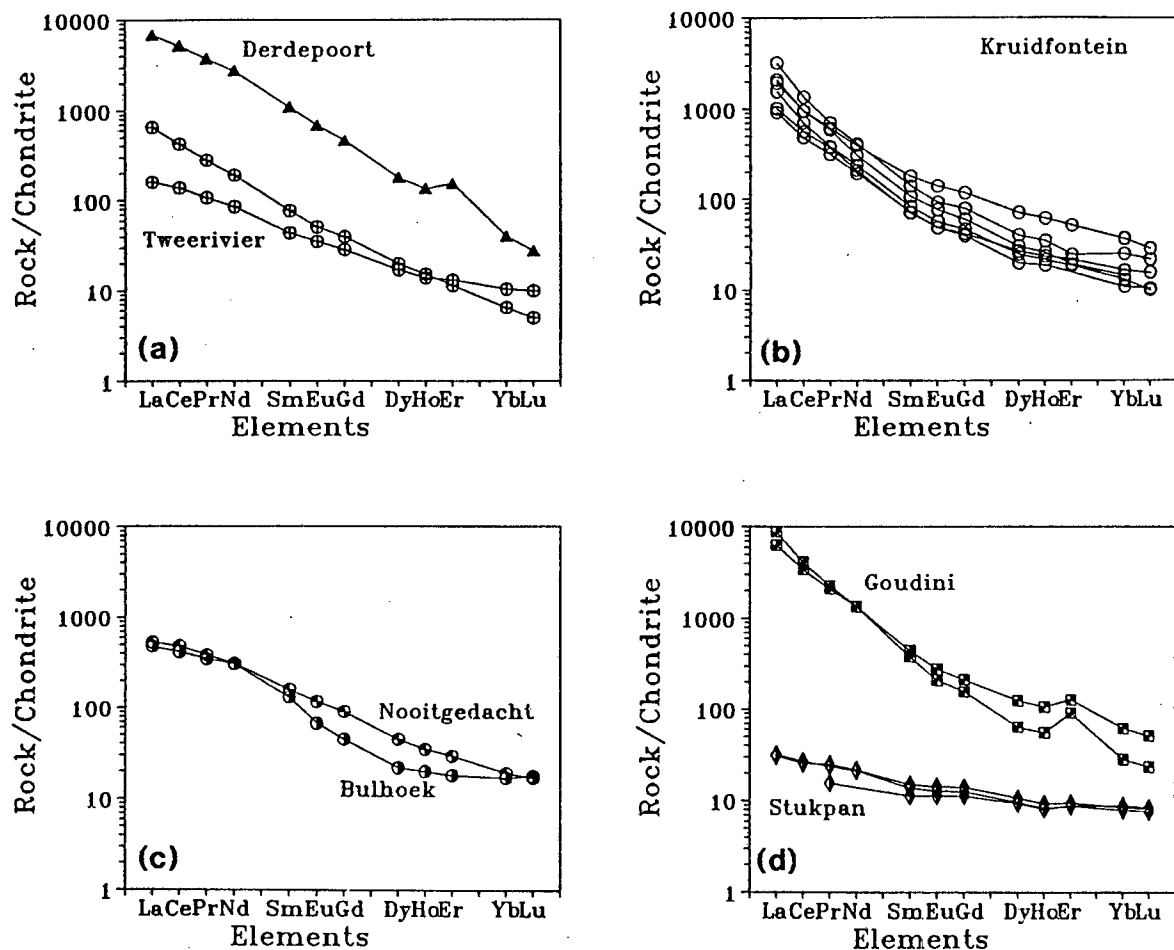 10000
1000
100
10
1
Rock/Chondrite
Derdepoort
Tweerivier
(a)
LaCePrNd SmEuGd DyHoEr YbLu
Elements
10000
1000
100
10
1
Rock/Chondrite
Kruidfontein
(b)
LaCePrNd SmEuGd DyHoEr YbLu
Elements
10000
1000
100
10
1
Rock/Chondrite
Nooitgedacht
Bulhoek
(c)
LaCePrNd SmEuGd DyHoEr YbLu
Elements
10000
1000
100
10
1
Rock/Chondrite
Goudini
Stukpan
(d)
LaCePrNd SmEuGd DyHoEr YbLu
Elements